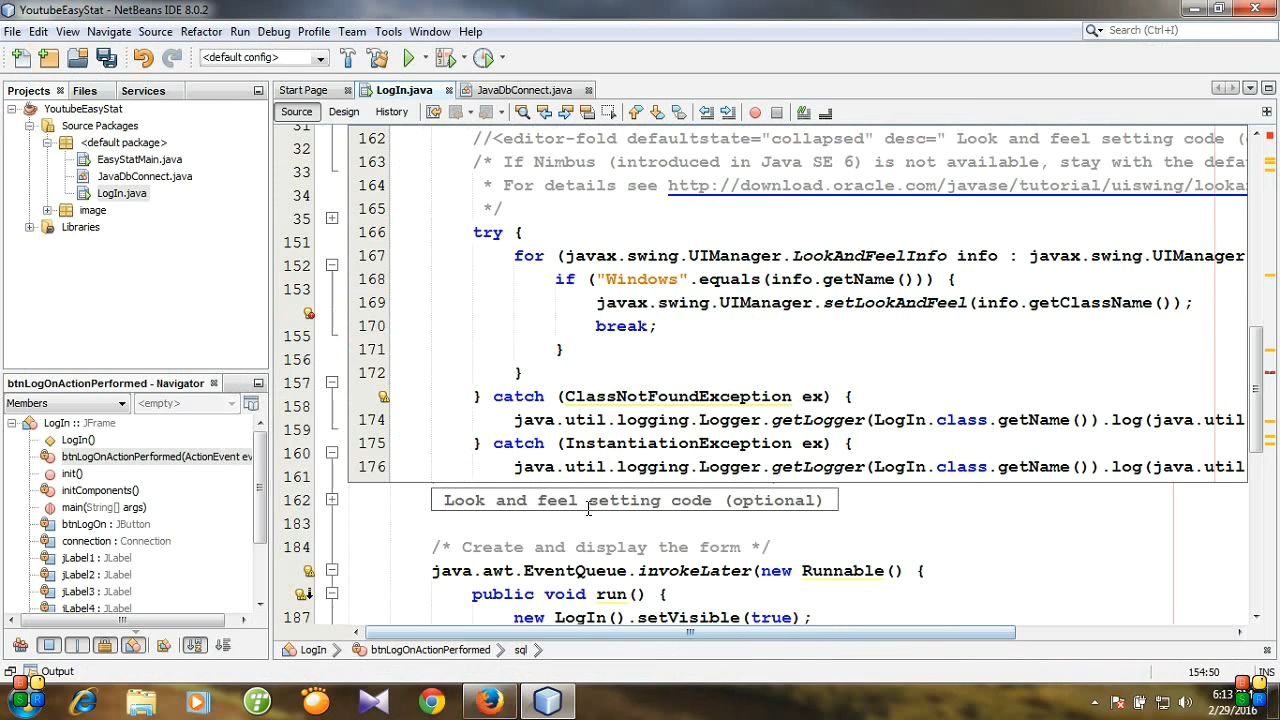 YoutubeEasyStat - NetBeans IDE 8.0.2
File Edit View Navigate Source Refactor Run Debug Profile Team Tools Window Help
Search (Ctrl+I)
<default config>
Projects Files Services
Start Page LogIn.java JavaDbConnect.java
Source Design History
YoutubeEasyStat
Source Packages
<default package>
EasyStatMain.java
JavaDbConnect.java
LogIn.java
image
Libraries
btnLogOnActionPerformed - Navigator
Members <empty>
LogIn :: JFrame
LogIn()
btnLogOnActionPerformed(ActionEvent ev
init()
initComponents()
main(String[] args)
btnLogOn : JButton
connection : Connection
jLabel1 : JLabel
jLabel2 : JLabel
jLabel3 : JLabel
jLabel4 : JLabel
31
32
33
34
35
151
152
153
155
156
157
158
159
160
161
162 //<editor-fold defaultstate="collapsed" desc=" Look and feel setting code (
163 /* If Nimbus (introduced in Java SE 6) is not available, stay with the defa
164 * For details see http://download.oracle.com/javase/tutorial/uiswing/looka
165 */
166 try {
167 for (javax.swing.UIManager.LookAndFeelInfo info : javax.swing.UIManager
168 if ("Windows".equals(info.getName())) {
169 javax.swing.UIManager.setLookAndFeel(info.getClassName());
170 break;
171 }
172 }
} catch (ClassNotFoundException ex) {
174 java.util.logging.Logger.getLogger(LogIn.class.getName()).log(java.util
175 } catch (InstantiationException ex) {
176 java.util.logging.Logger.getLogger(LogIn.class.getName()).log(java.util
162 Look and feel setting code (optional)
183
184 /* Create and display the form */
java.awt.EventQueue.invokeLater(new Runnable() {
public void run() {
187 new LogIn().setVisible(true);
LogIn btnLogOnActionPerformed sql
Output
154:50 INS
6:13 PM
2/29/2016